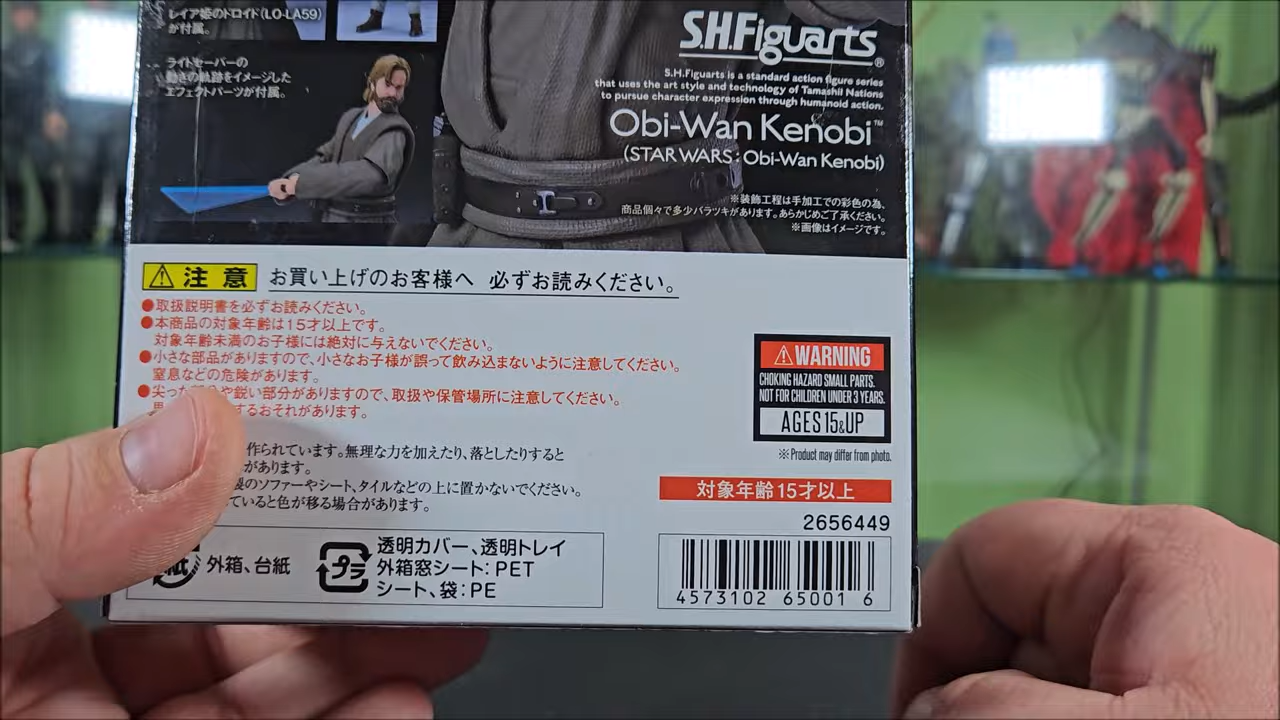 レイア姫のドロイド(LO-LA59)
が付属。
ライトセーバーの
動きの軌跡をイメージした
エフェクトパーツが付属。
S.H.Figuarts®
S.H.Figuarts is a standard action figure series
that uses the art style and technology of Tamashii Nations
to pursue character expression through humanoid action.
Obi-Wan Kenobi™
(STAR WARS: Obi-Wan Kenobi)
※装飾工程は手加工での彩色の為、
商品個々で多少バラツキがあります。あらかじめご了承ください。
※画像はイメージです。
⚠注意 お買い上げのお客様へ 必ずお読みください。
●取扱説明書を必ずお読みください。
●本商品の対象年齢は15才以上です。
対象年齢未満のお子様には絶対に与えないでください。
●小さな部品がありますので、小さなお子様が誤って飲み込まないように注意してください。
窒息などの危険があります。
●尖った や鋭い部分がありますので、取扱や保管場所に注意してください。
するおそれがあります。
作られています。無理な力を加えたり、落としたりすると
があります。
製のソファーやシート、タイルなどの上に置かないでください。
ていると色が移る場合があります。
⚠WARNING
CHOKING HAZARD SMALL PARTS.
NOT FOR CHILDREN UNDER 3 YEARS.
AGES 15&UP
※Product may differ from photo.
対象年齢15才以上
2656449
4573102 65001 6
紙 外箱、台紙
プラ 透明カバー、透明トレイ
外箱窓シート:PET
シート、袋:PE